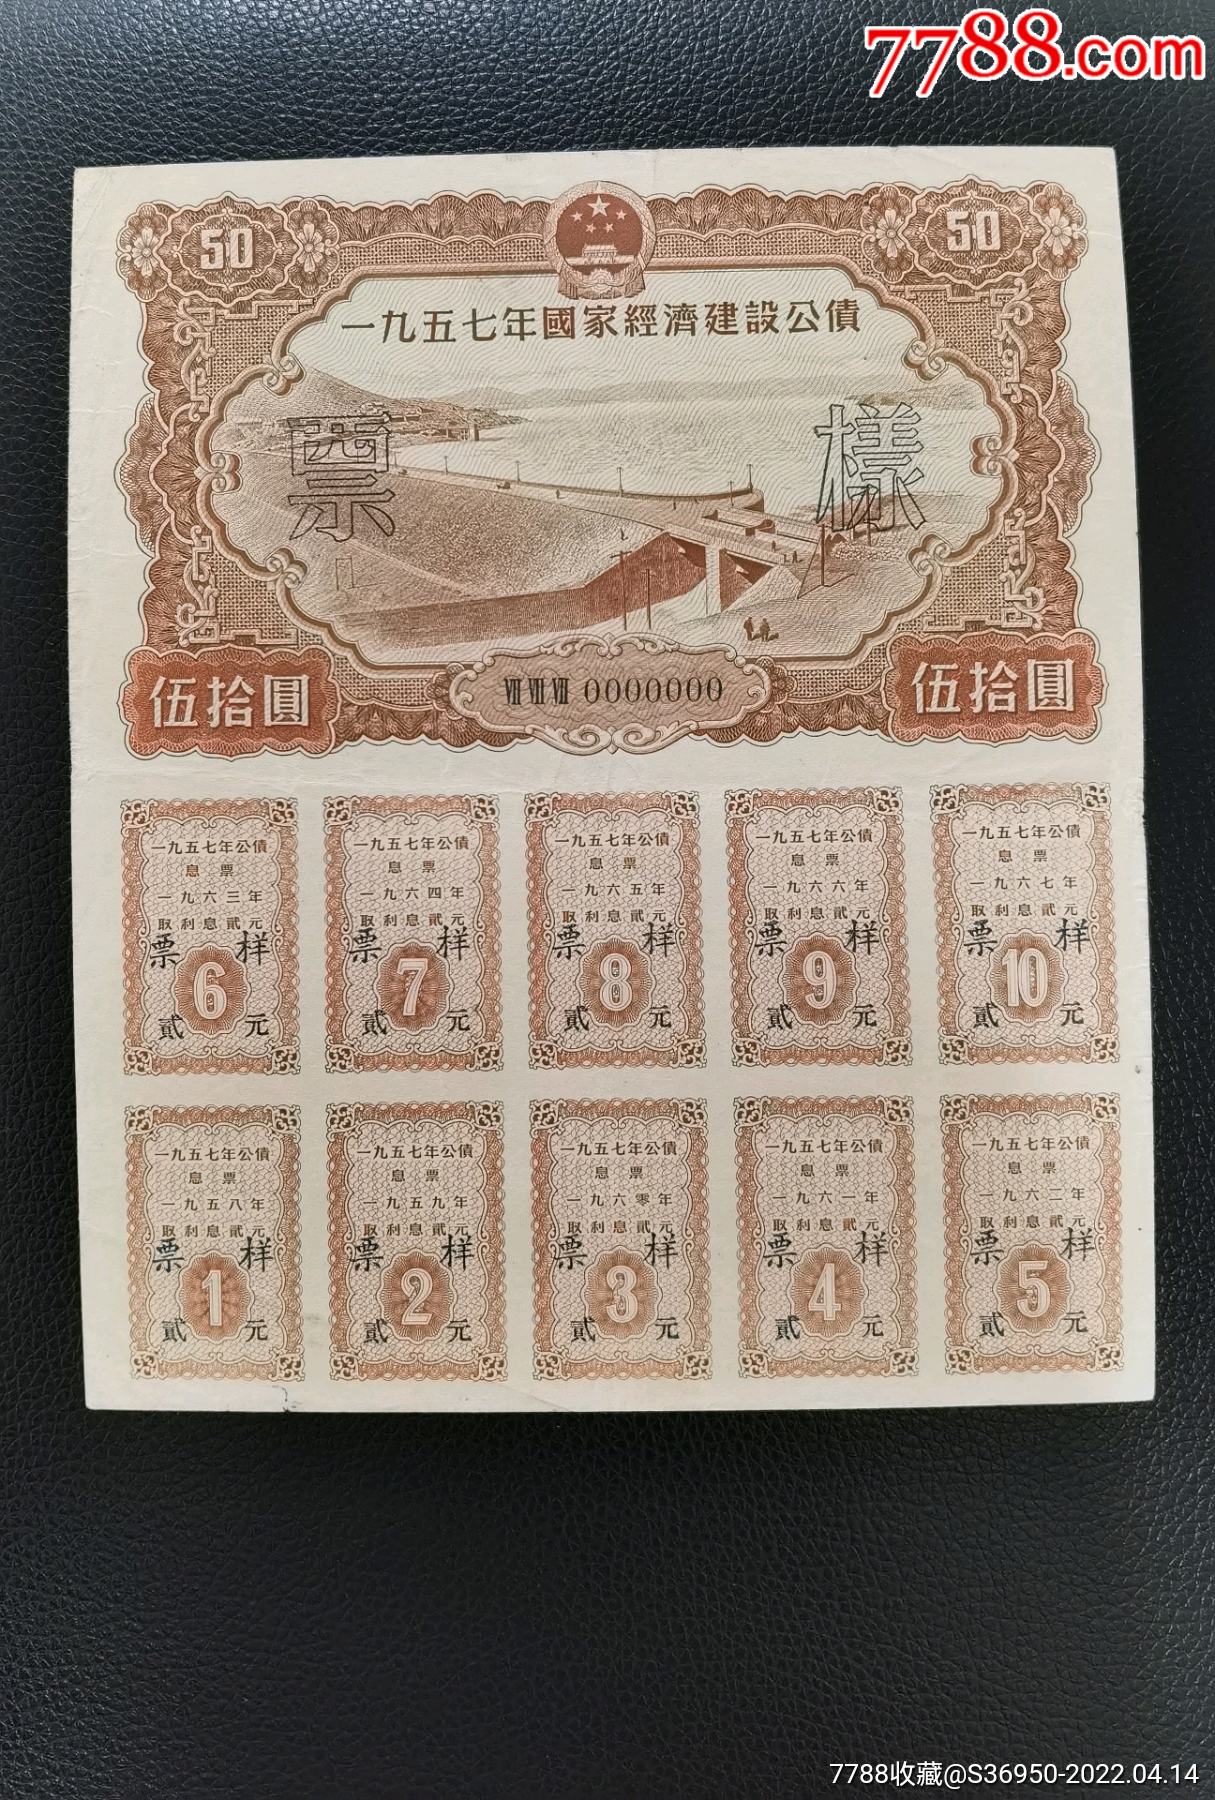 7788.com
50
50
一九五七年國家經濟建設公債
票 樣
伍拾圓
ⅦⅦⅦ 0000000
伍拾圓
一九五七年公債
息票
一九六三年
取利息貳元
票 样
6
貳 元
一九五七年公債
息票
一九六四年
取利息貳元
票 样
7
貳 元
一九五七年公債
息票
一九六五年
取利息貳元
票 样
8
貳 元
一九五七年公債
息票
一九六六年
取利息貳元
票 样
9
貳 元
一九五七年公債
息票
一九六七年
取利息貳元
票 样
10
貳 元
一九五七年公債
息票
一九五八年
取利息貳元
票 样
1
貳 元
一九五七年公債
息票
一九五九年
取利息貳元
票 样
2
貳 元
一九五七年公債
息票
一九六零年
取利息貳元
票 样
3
貳 元
一九五七年公債
息票
一九六一年
取利息貳元
票 样
4
貳 元
一九五七年公債
息票
一九六二年
取利息貳元
票 样
5
貳 元
7788收藏@S36950-2022.04.14